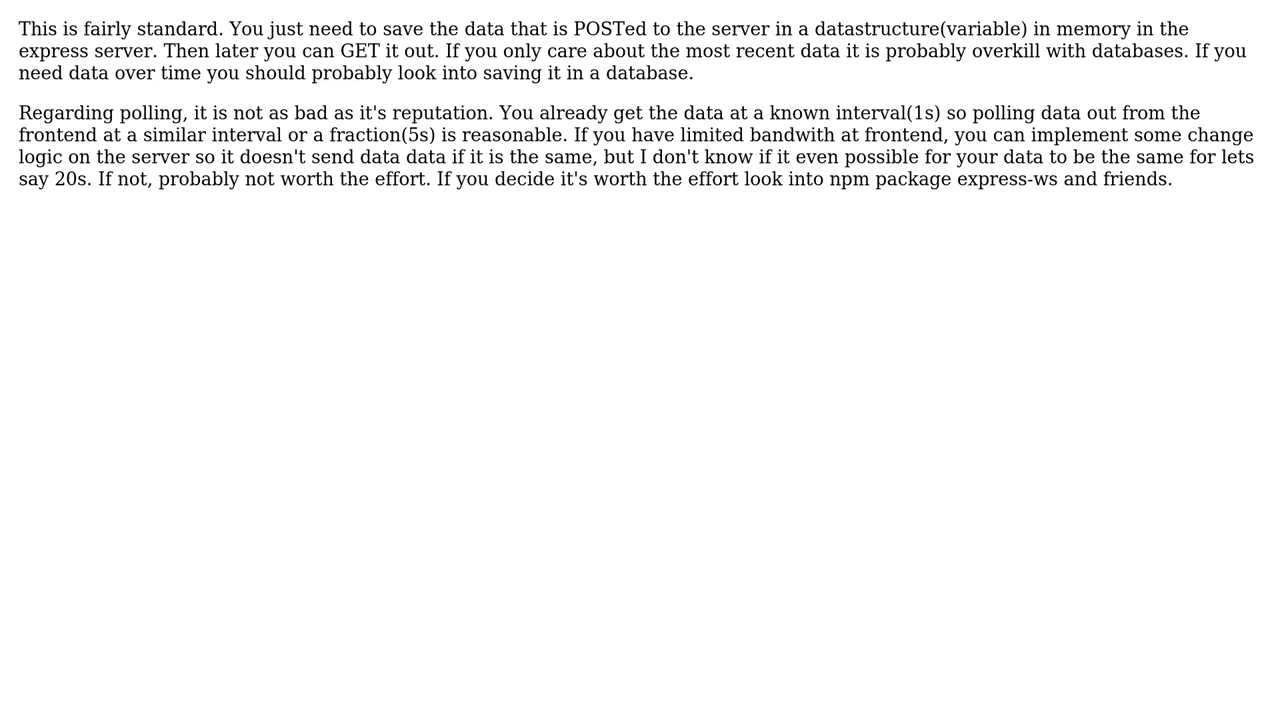 This is fairly standard. You just need to save the data that is POSTed to the server in a datastructure(variable) in memory in the
express server. Then later you can GET it out. If you only care about the most recent data it is probably overkill with databases. If you
need data over time you should probably look into saving it in a database.
Regarding polling, it is not as bad as it's reputation. You already get the data at a known interval(1s) so polling data out from the
frontend at a similar interval or a fraction(5s) is reasonable. If you have limited bandwith at frontend, you can implement some change
logic on the server so it doesn't send data data if it is the same, but I don't know if it even possible for your data to be the same for lets
say 20s. If not, probably not worth the effort. If you decide it's worth the effort look into npm package express-ws and friends.